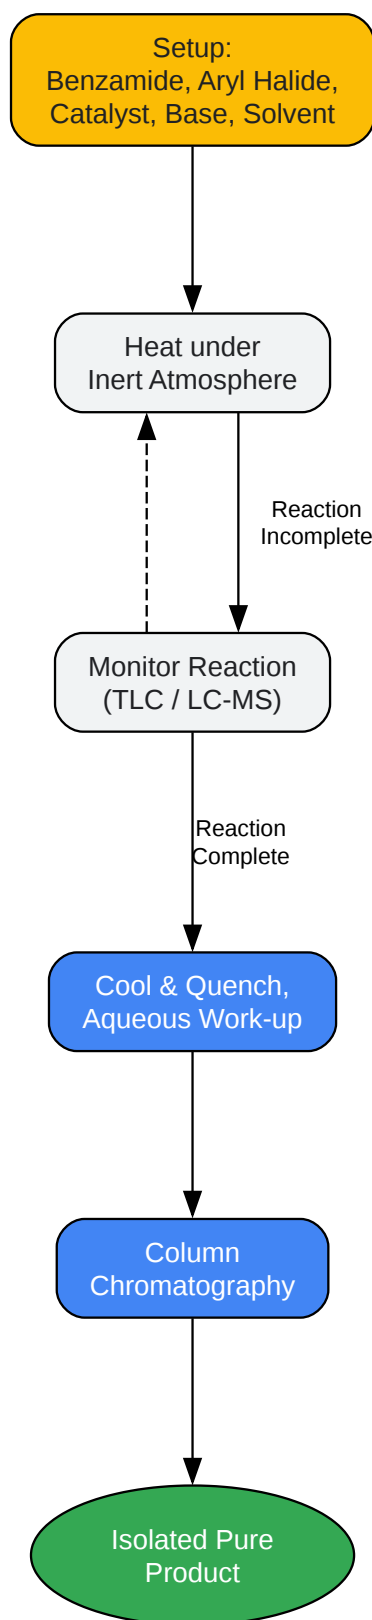 Setup:
Benzamide, Aryl Halide,
Catalyst, Base, Solvent
Heat under
Inert Atmosphere
Reaction
Incomplete
Monitor Reaction
(TLC / LC-MS)
Reaction
Complete
Cool & Quench,
Aqueous Work-up
Column
Chromatography
Isolated Pure
Product